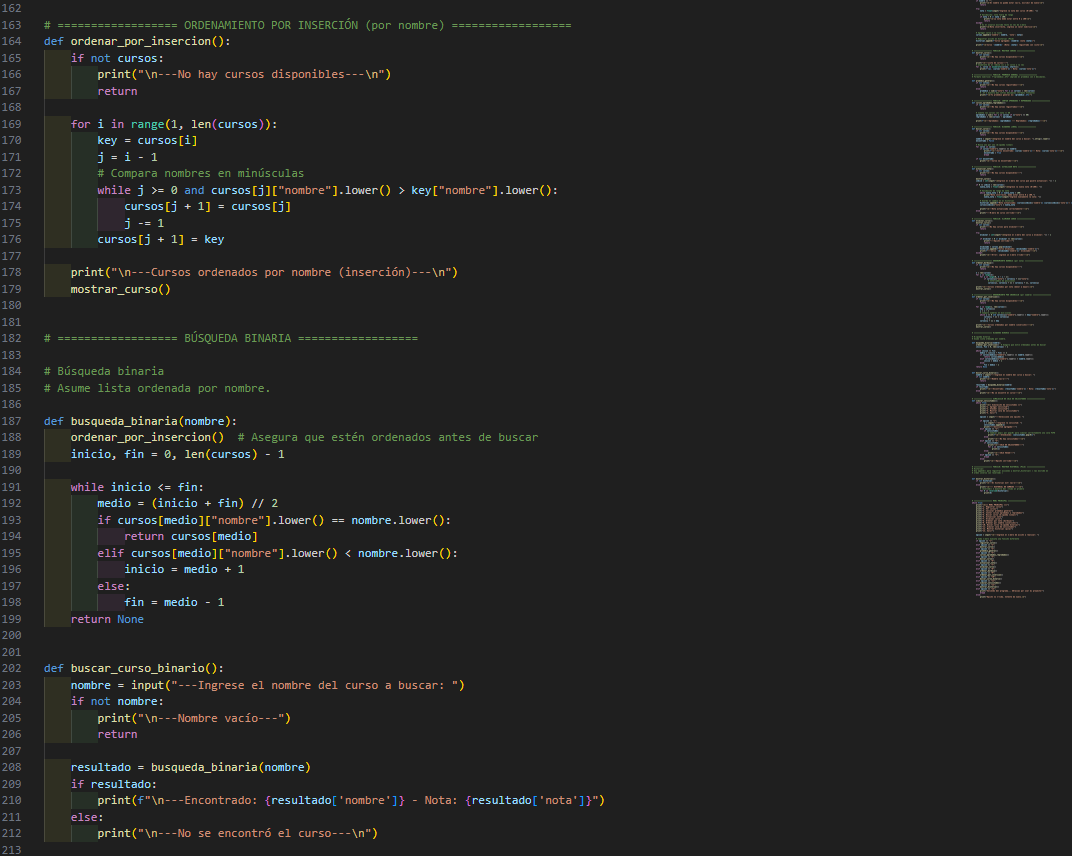 162
163 # ================== ORDENAMIENTO POR INSERCIÓN (por nombre) ==================
164 def ordenar_por_insercion():
165     if not cursos:
166         print("\n---No hay cursos disponibles---\n")
167         return
168
169     for i in range(1, len(cursos)):
170         key = cursos[i]
171         j = i - 1
172         # Compara nombres en minúsculas
173         while j >= 0 and cursos[j]["nombre"].lower() > key["nombre"].lower():
174             cursos[j + 1] = cursos[j]
175             j -= 1
176         cursos[j + 1] = key
177
178     print("\n---Cursos ordenados por nombre (inserción)---\n")
179     mostrar_curso()
180
181
182 # ================== BÚSQUEDA BINARIA ==================
183
184 # Búsqueda binaria
185 # Asume lista ordenada por nombre.
186
187 def busqueda_binaria(nombre):
188     ordenar_por_insercion()  # Asegura que estén ordenados antes de buscar
189     inicio, fin = 0, len(cursos) - 1
190
191     while inicio <= fin:
192         medio = (inicio + fin) // 2
193         if cursos[medio]["nombre"].lower() == nombre.lower():
194             return cursos[medio]
195         elif cursos[medio]["nombre"].lower() < nombre.lower():
196             inicio = medio + 1
197         else:
198             fin = medio - 1
199     return None
200
201
202 def buscar_curso_binario():
203     nombre = input("---Ingrese el nombre del curso a buscar: ")
204     if not nombre:
205         print("\n---Nombre vacío---")
206         return
207
208     resultado = busqueda_binaria(nombre)
209     if resultado:
210         print(f"\n---Encontrado: {resultado['nombre']} - Nota: {resultado['nota']}")
211     else:
212         print("\n---No se encontró el curso---\n")
213